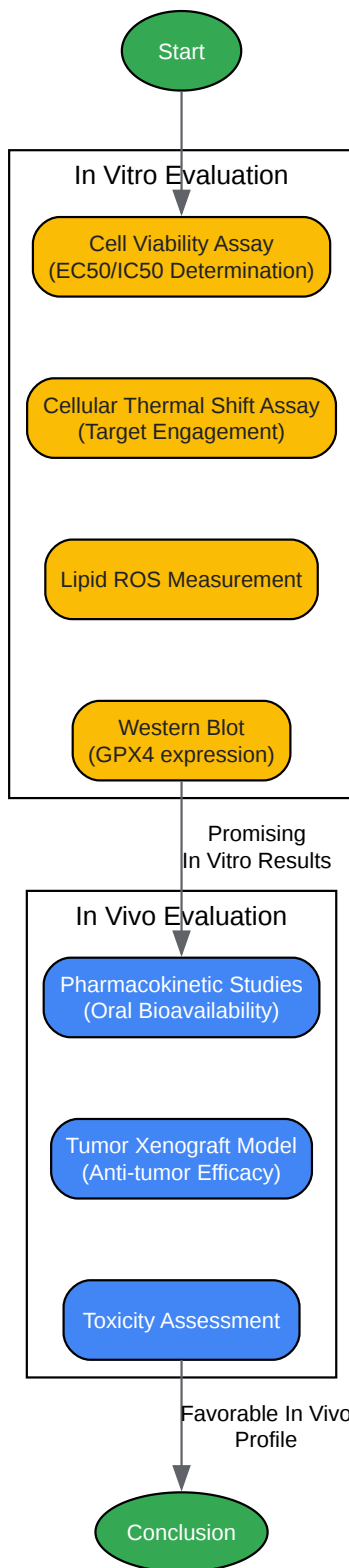 Start
In Vitro Evaluation
Cell Viability Assay
(EC50/IC50 Determination)
Cellular Thermal Shift Assay
(Target Engagement)
Lipid ROS Measurement
Western Blot
(GPX4 expression)
Promising
In Vitro Results
In Vivo Evaluation
Pharmacokinetic Studies
(Oral Bioavailability)
Tumor Xenograft Model
(Anti-tumor Efficacy)
Toxicity Assessment
Favorable In Vivo
Profile
Conclusion